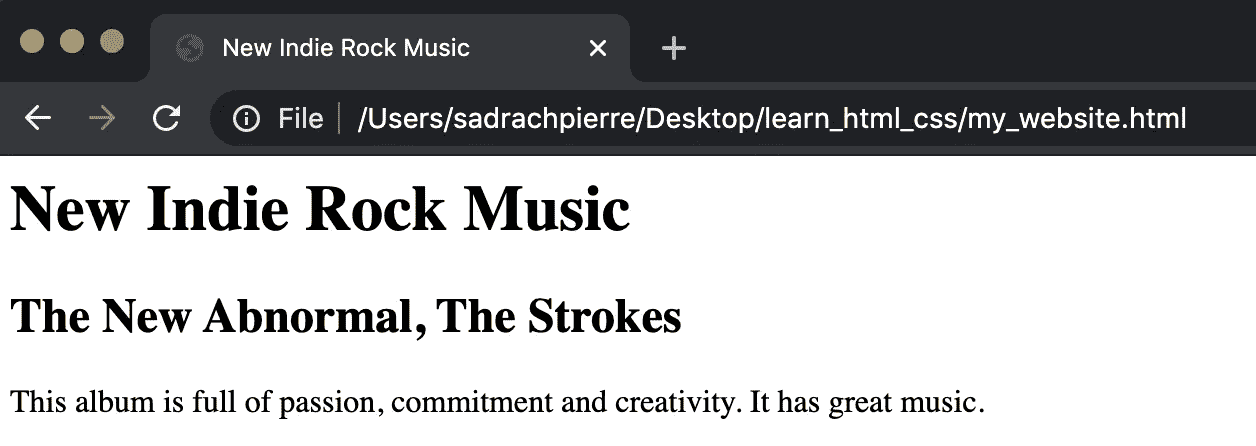 New Indie Rock Music
File /Users/sadrachpierre/Desktop/learn_html_css/my_website.html
New Indie Rock Music
The New Abnormal, The Strokes
This album is full of passion, commitment and creativity. It has great music.